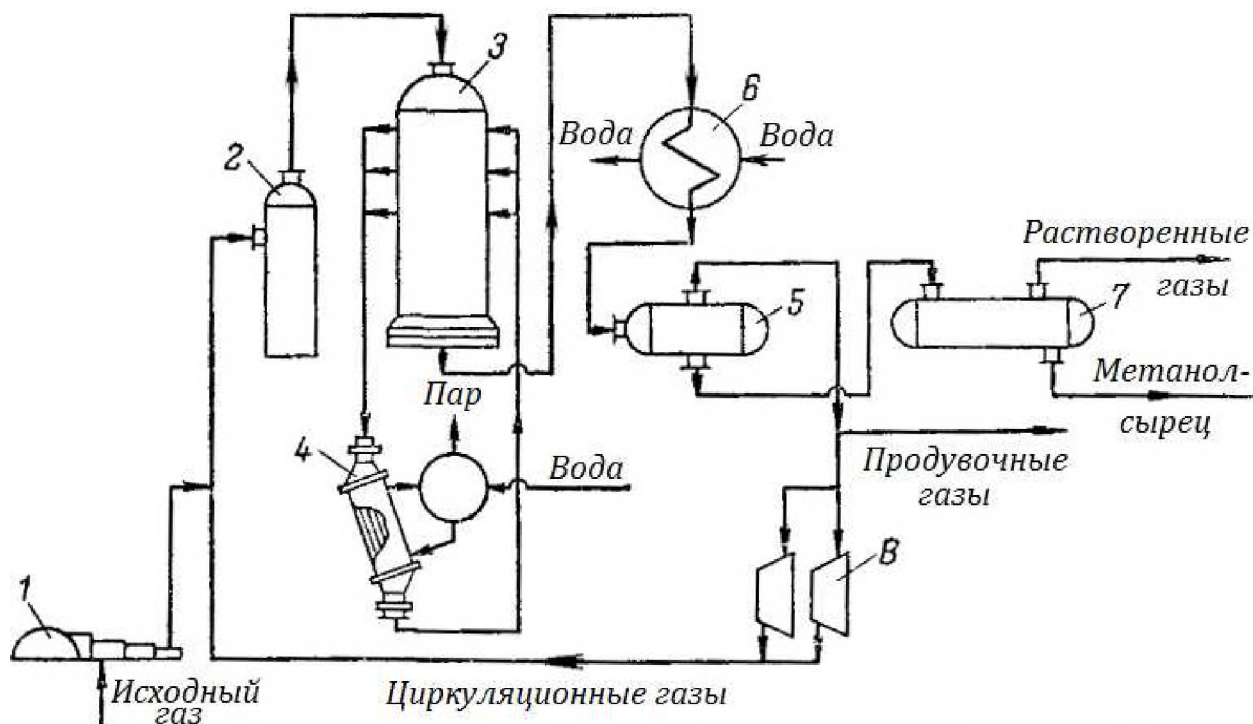 3
6
Вода
Вода
2
Растворенные
газы
5
7
Пар
Метанол-
сырец
4
Вода
Продувочные
газы
8
1
Исходный
газ
Циркуляционные газы